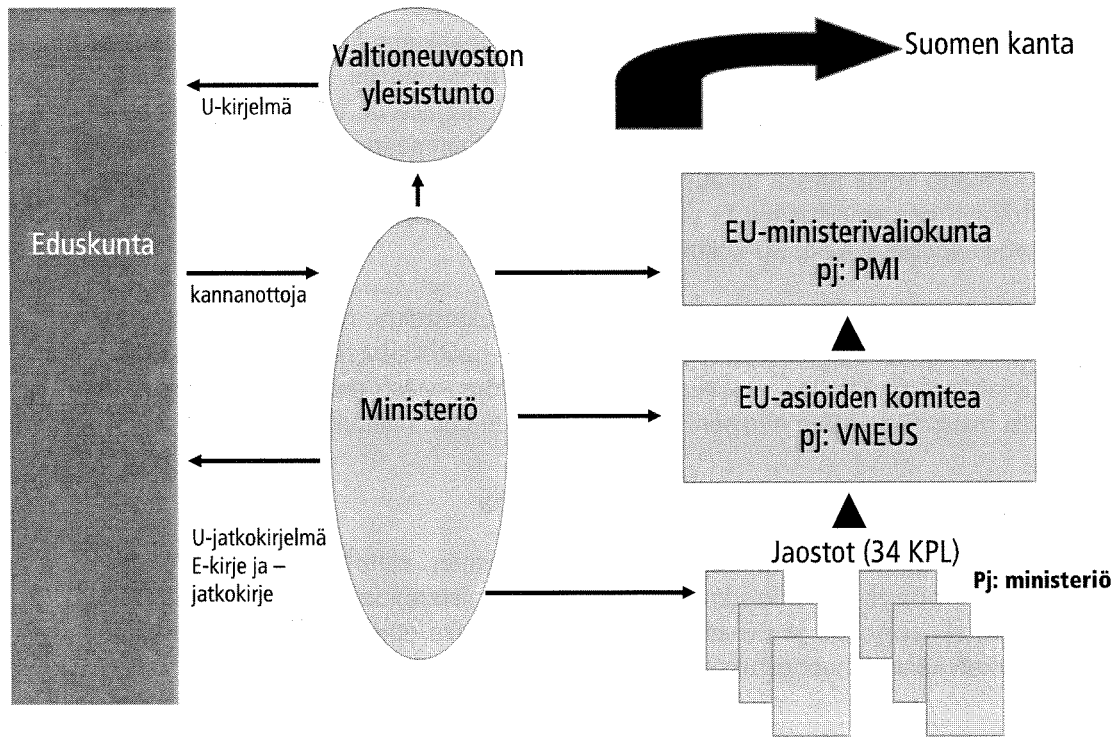 Valtioneuvoston
yleisistunto
Suomen kanta
U-kirjelmä
Eduskunta
kannanottoja
EU-ministerivaliokunta
pj: PMI
Ministeriö
EU-asioiden komitea
pj: VNEUS
U-jatkokirjelmä
E-kirje ja –
jatkokirje
Jaostot (34 KPL)
Pj: ministeriö